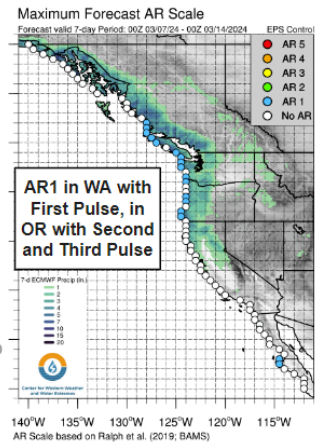 Maximum Forecast AR Scale
Forecast valid 7-day Period: 00Z 03/07/24 - 00Z 03/14/2024
EPS Control
AR 5
AR 4
AR 3
AR 2
AR 1
No AR
AR1 in WA with
First Pulse, in
OR with Second
and Third Pulse
7-d ECMWF Precip (in.)
1
2
3
4
5
7
10
15
20
Center for Western Weather
and Water Extremes
140°W 135°W 130°W 125°W 120°W 115°W
AR Scale based on Ralph et al. (2019; BAMS)